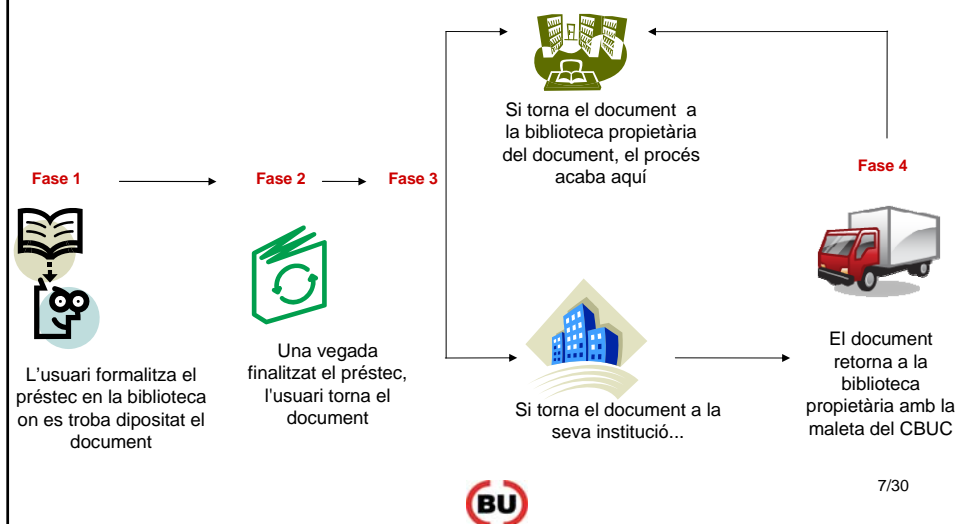 Fase 1
L'usuari formalitza el
préstec en la biblioteca
on es troba dipositat el
document
Fase 2
Una vegada
finalitzat el préstec,
l'usuari torna el
document
Fase 3
Si torna el document a
la biblioteca propietària
del document, el procés
acaba aquí
Si torna el document a la
seva institució...
Fase 4
El document
retorna a la
biblioteca
propietària amb la
maleta del CBUC
BU
7/30